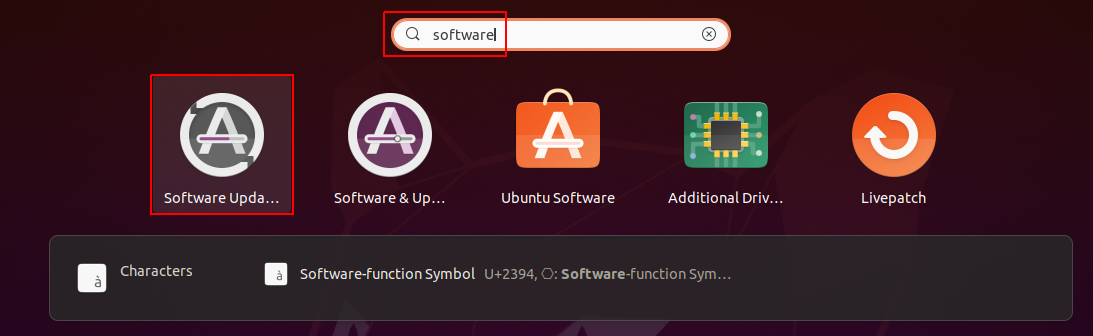 software
Software Upda...
Software & Up...
Ubuntu Software
Additional Driv...
Livepatch
Characters
Software-function Symbol U+2394, ⎔: Software-function Sym...